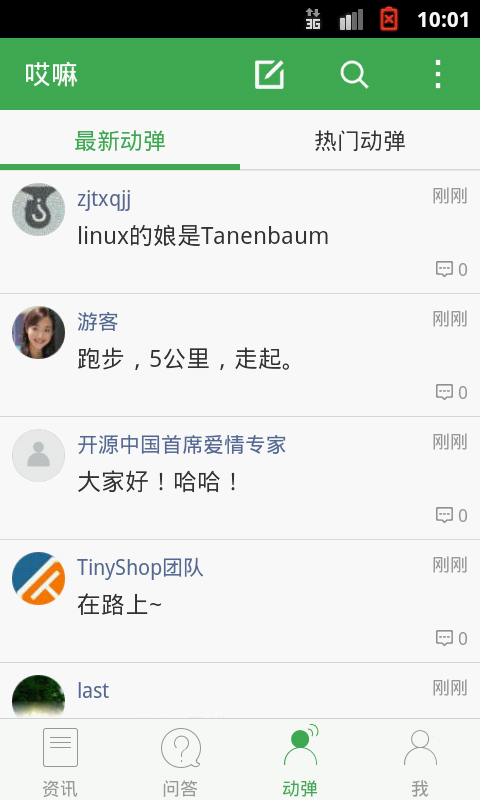 3G 10:01
哎嘛
最新动弹 热门动弹
zjtxqjj 刚刚
linux的娘是Tanenbaum
0
游客 刚刚
跑步，5公里，走起。
0
开源中国首席爱情专家 刚刚
大家好！哈哈！
0
TinyShop团队 刚刚
在路上~
0
last 刚刚
资讯 问答 动弹 我